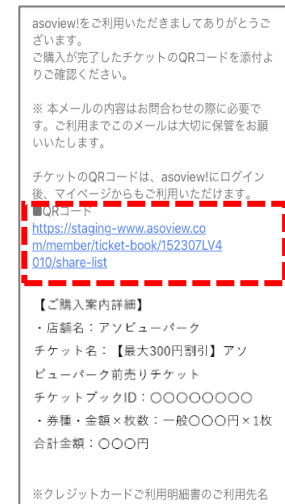 asoview!をご利用いただきましてありがとうご
ざいます。
ご購入が完了したチケットのQRコードを添付よ
りご確認ください。
※ 本メールの内容はお問合わせの際に必要で
す。ご利用までこのメールは大切に保管をお願
いいたします。
チケットのQRコードは、asoview!にログイン
後、マイページからもご利用いただけます。
■QRコード
https://staging-www.asoview.co
m/member/ticket-book/152307LV4
010/share-list
【ご購入案内詳細】
・店舗名：アソビューパーク
チケット名：【最大300円割引】アソ
ビューパーク前売りチケット
チケットブックID：〇〇〇〇〇〇〇〇
・券種・金額×枚数：一般〇〇〇円×1枚
合計金額：〇〇〇円
※クレジットカードご利用明細書のご利用先名